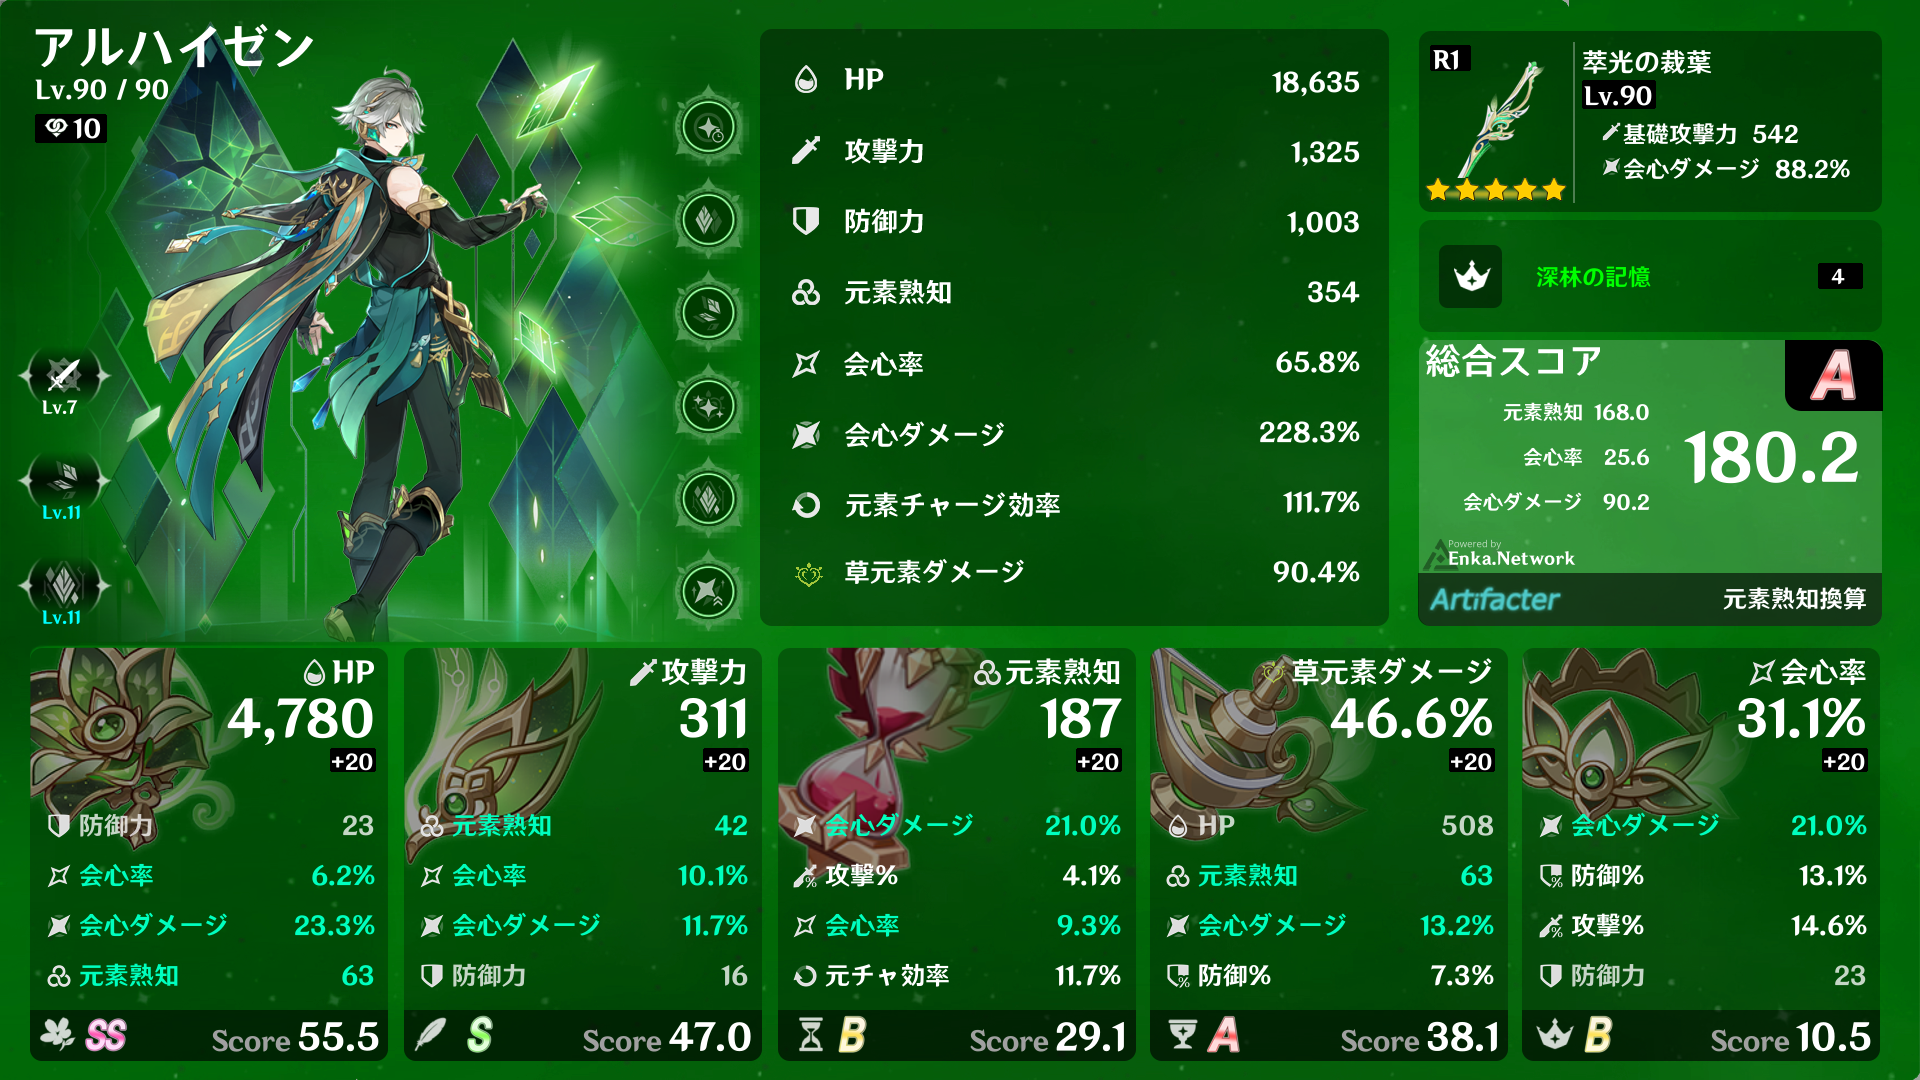 アルハイゼン
Lv.90 / 90
10
Lv.7
Lv.11
Lv.11
HP 18,635
攻撃力 1,325
防御力 1,003
元素熟知 354
会心率 65.8%
会心ダメージ 228.3%
元素チャージ効率 111.7%
草元素ダメージ 90.4%
R1
萃光の裁葉
Lv.90
基礎攻撃力 542
会心ダメージ 88.2%
深林の記憶 4
総合スコア A
元素熟知 168.0
会心率 25.6
会心ダメージ 90.2
180.2
Powered by
Enka.Network
Artifacter 元素熟知換算
HP
4,780
+20
防御力 23
会心率 6.2%
会心ダメージ 23.3%
元素熟知 63
SS Score 55.5
攻撃力
311
+20
元素熟知 42
会心率 10.1%
会心ダメージ 11.7%
防御力 16
S Score 47.0
元素熟知
187
+20
会心ダメージ 21.0%
攻撃% 4.1%
会心率 9.3%
元チャ効率 11.7%
B Score 29.1
草元素ダメージ
46.6%
+20
HP 508
元素熟知 63
会心ダメージ 13.2%
防御% 7.3%
A Score 38.1
会心率
31.1%
+20
会心ダメージ 21.0%
防御% 13.1%
攻撃% 14.6%
防御力 23
B Score 10.5